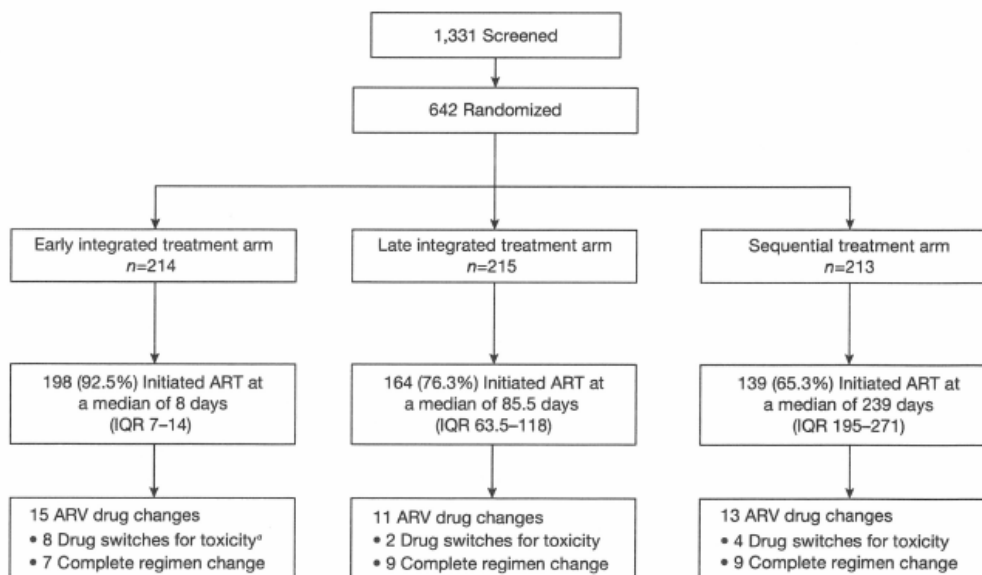 1,331 Screened
642 Randomized
Early integrated treatment arm
n=214
Late integrated treatment arm
n=215
Sequential treatment arm
n=213
198 (92.5%) Initiated ART at
a median of 8 days
(IQR 7–14)
164 (76.3%) Initiated ART at
a median of 85.5 days
(IQR 63.5–118)
139 (65.3%) Initiated ART at
a median of 239 days
(IQR 195–271)
15 ARV drug changes
• 8 Drug switches for toxicityᵃ
• 7 Complete regimen change
11 ARV drug changes
• 2 Drug switches for toxicity
• 9 Complete regimen change
13 ARV drug changes
• 4 Drug switches for toxicity
• 9 Complete regimen change